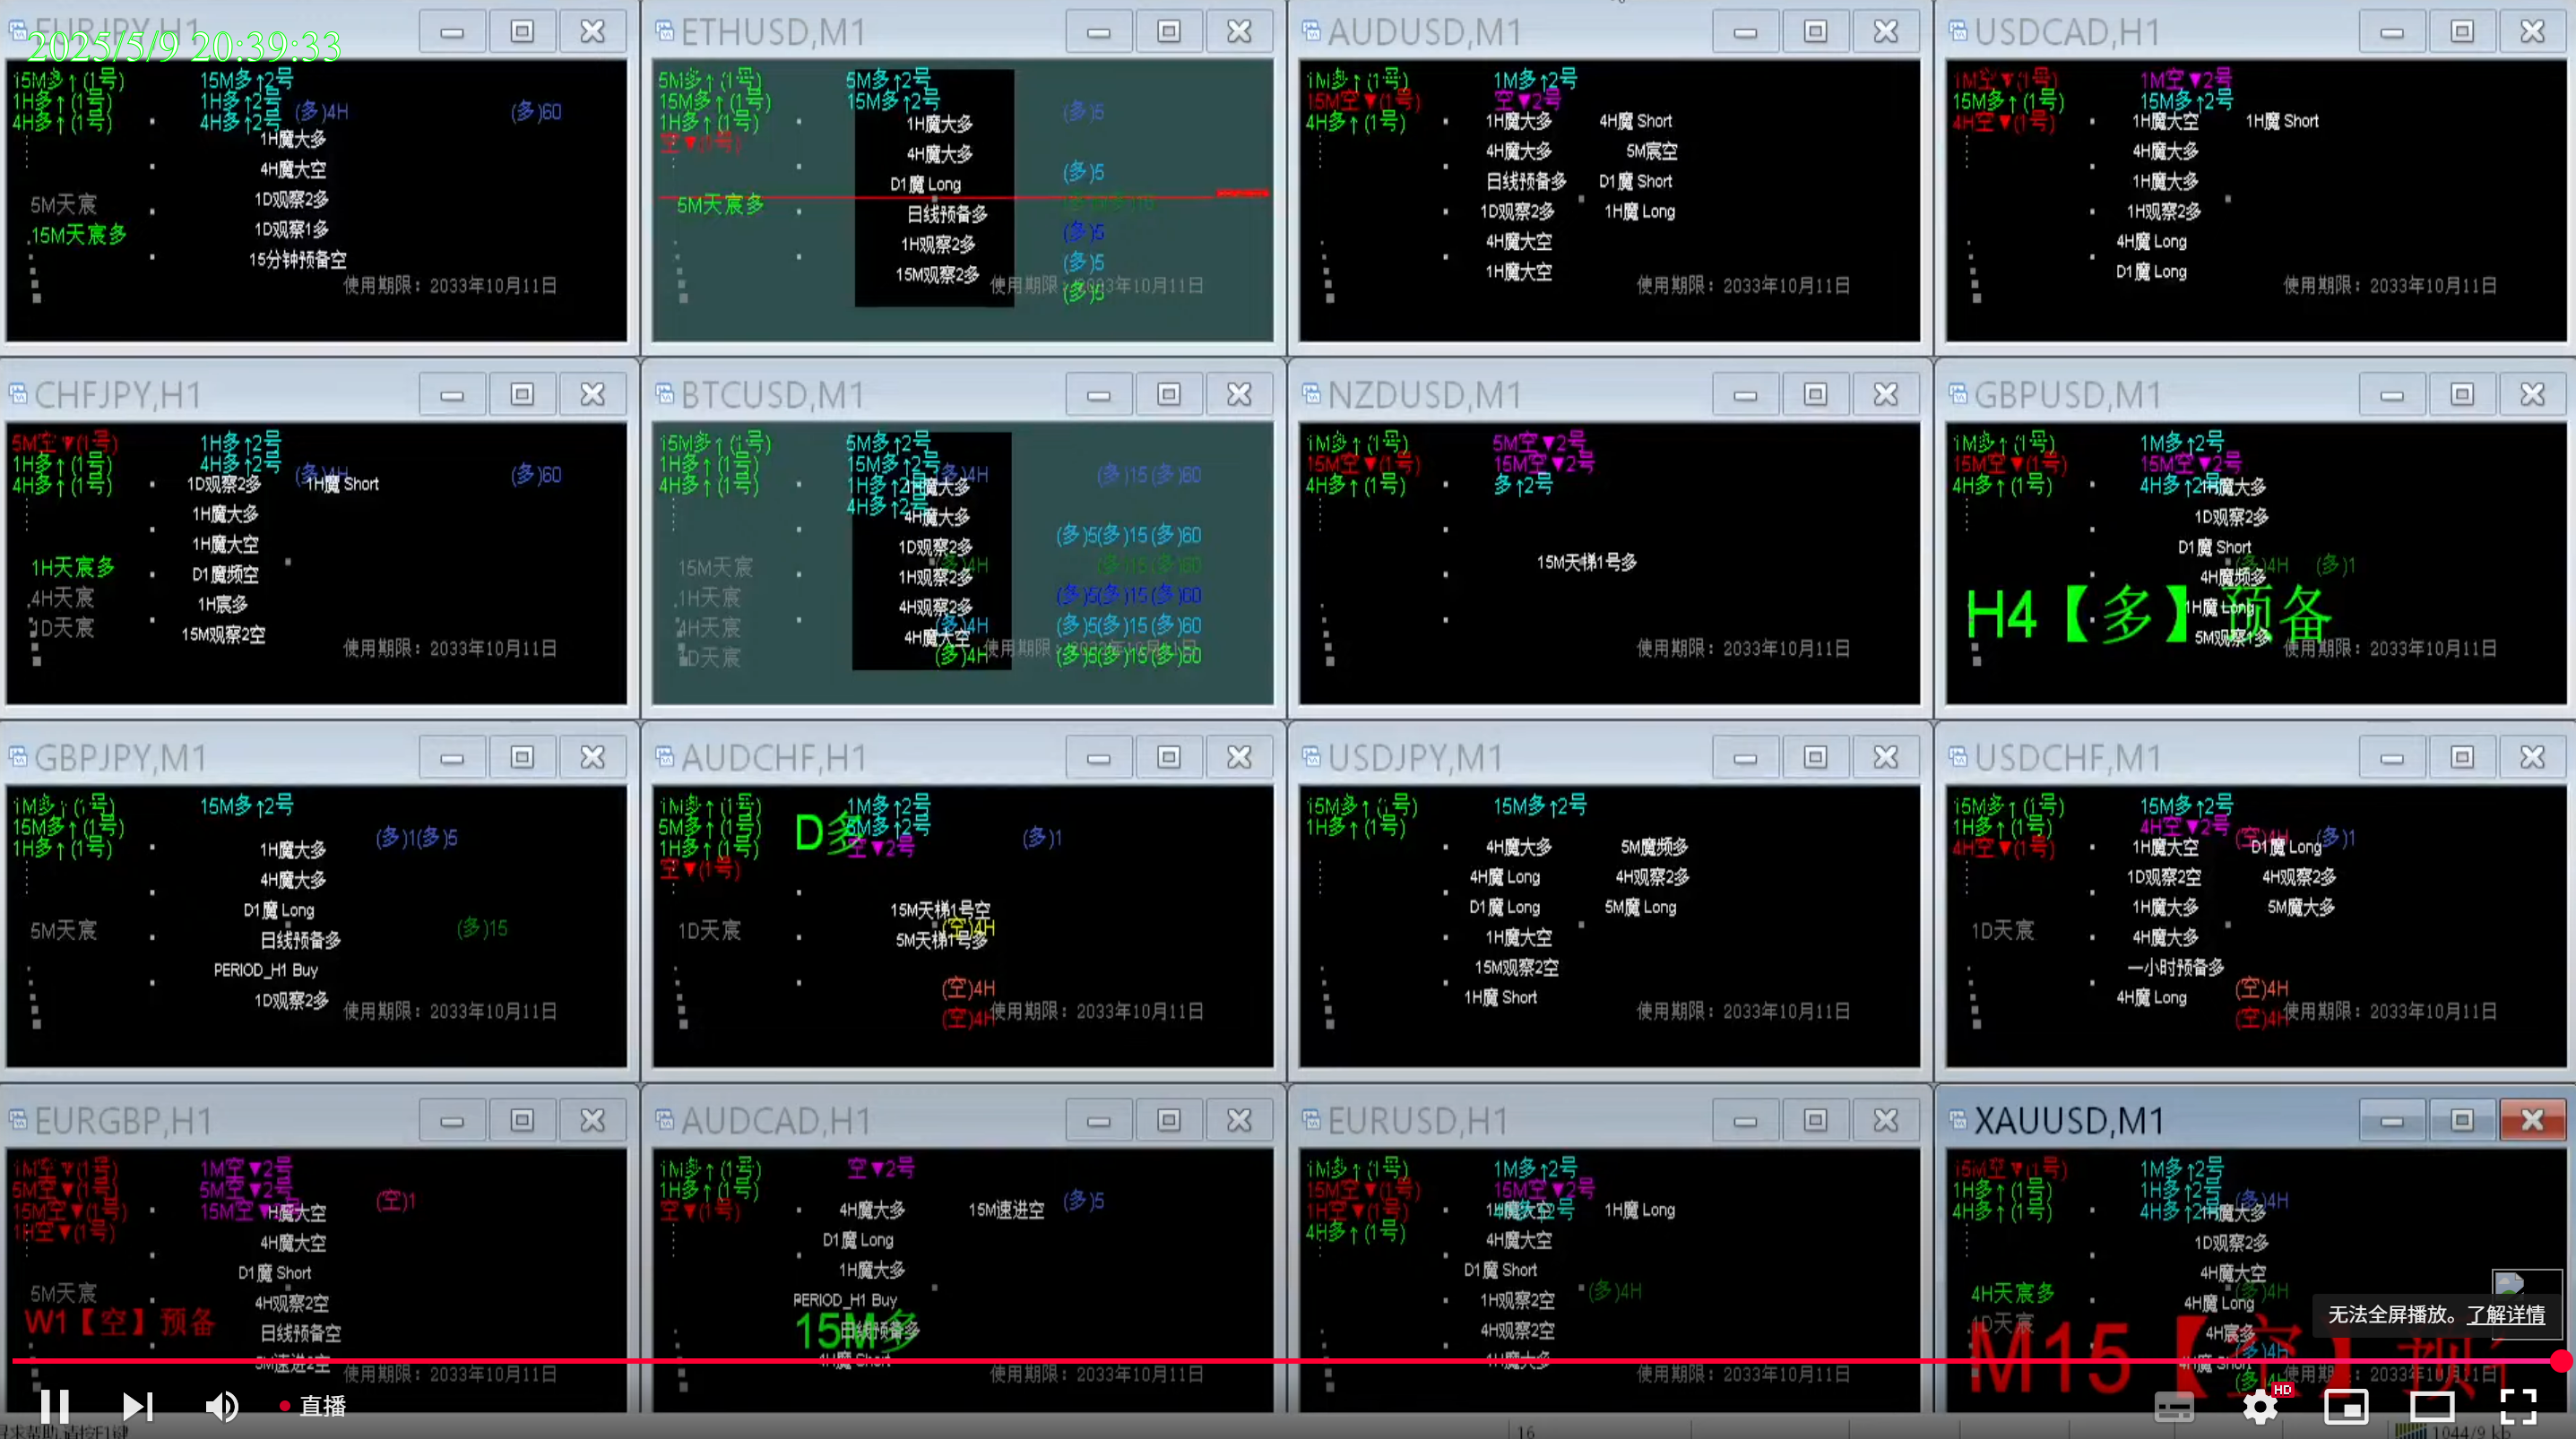 EURJPY,H1
2025/5/9 20:39:33
15M多↑(1号)
1H多↑(1号)
4H多↑(1号)
15M多↑2号
1H多↑2号
4H多↑2号
(多)4H
(多)60
1H魔大多
4H魔大空
1D观察2多
1D观察1多
15分钟预备空
5M天宸
15M天宸多
使用期限：2033年10月11日
ETHUSD,M1
5M多↑(1号)
15M多↑(1号)
1H多↑(1号)
空▼(1号)
5M多↑2号
15M多↑2号
1H魔大多
4H魔大多
D1魔 Long
日线预备多
1H观察2多
15M观察2多
5M天宸多
(多)5
(多)5
(多)5
(多)5
(多)5
使用期限：2033年10月11日
AUDUSD,M1
1M多↑(1号)
15M空▼(1号)
4H多↑(1号)
1M多↑2号
空▼2号
1H魔大多
4H魔大多
日线预备多
1D观察2多
4H魔大空
1H魔大空
4H魔 Short
5M宸空
D1魔 Short
1H魔 Long
使用期限：2033年10月11日
USDCAD,H1
1M空▼(1号)
15M多↑(1号)
4H空▼(1号)
1M空▼2号
15M多↑2号
1H魔大空
4H魔大多
1H魔大多
1H观察2多
4H魔 Long
D1魔 Long
1H魔 Short
使用期限：2033年10月11日
CHFJPY,H1
5M空▼(1号)
1H多↑(1号)
4H多↑(1号)
1H多↑2号
4H多↑2号
(多)4H
(多)60
1D观察2多
1H魔 Short
1H魔大多
1H魔大空
D1魔频空
1H宸多
15M观察2空
1H天宸多
4H天宸
1D天宸
使用期限：2033年10月11日
BTCUSD,M1
15M多↑(1号)
1H多↑(1号)
4H多↑(1号)
5M多↑2号
15M多↑2号
1H多↑2号
4H多↑2号
(多)4H
(多)15(多)60
1H魔大多
4H魔大多
1D观察2多
1H观察2多
4H观察2多
4H魔大空
(多)5(多)15(多)60
(多)4H
(多)15(多)60
(多)5(多)15(多)60
(多)4H
(多)5(多)15(多)60
(多)4H
(多)5(多)15(多)60
15M天宸
1H天宸
4H天宸
1D天宸
NZDUSD,M1
1M多↑(1号)
15M空▼(1号)
4H多↑(1号)
5M空▼2号
15M空▼2号
多↑2号
15M天梯1号多
使用期限：2033年10月11日
GBPUSD,M1
1M多↑(1号)
15M空▼(1号)
4H多↑(1号)
1M多↑2号
15M空▼2号
4H多↑2号
1H魔大多
1D观察2多
D1魔 Short
4H魔频多
1H魔 Long
5M观察1多
(多)4H
(多)1
H4【多】预备
使用期限：2033年10月11日
GBPJPY,M1
1M多↑(1号)
15M多↑(1号)
1H多↑(1号)
15M多↑2号
(多)1(多)5
1H魔大多
4H魔大多
D1魔 Long
日线预备多
PERIOD_H1 Buy
1D观察2多
5M天宸
(多)15
使用期限：2033年10月11日
AUDCHF,H1
1M多↑(1号)
5M多↑(1号)
1H多↑(1号)
空▼(1号)
D多
1M多↑2号
5M多↑2号
空▼2号
(多)1
15M天梯1号空
5M天梯1号多
(空)4H
(空)4H
(空)4H
1D天宸
使用期限：2033年10月11日
USDJPY,M1
15M多↑(1号)
1H多↑(1号)
15M多↑2号
4H魔大多
4H魔 Long
D1魔 Long
1H魔大空
15M观察2空
1H魔 Short
5M魔频多
4H观察2多
5M魔 Long
使用期限：2033年10月11日
USDCHF,M1
15M多↑(1号)
1H多↑(1号)
4H空▼(1号)
15M多↑2号
4H空▼2号
(空)4H
(多)1
1H魔大空
1D观察2空
1H魔大多
4H魔大多
一小时预备多
4H魔 Long
D1魔 Long
4H观察2多
5M魔大多
1D天宸
(空)4H
(空)4H
使用期限：2033年10月11日
EURGBP,H1
1M空▼(1号)
5M空▼(1号)
15M空▼(1号)
1H空▼(1号)
1M空▼2号
5M空▼2号
15M空▼2号
(空)1
1H魔大空
4H魔大空
D1魔 Short
4H观察2空
日线预备空
5M速进2空
5M天宸
W1【空】预备
使用期限：2033年10月11日
AUDCAD,H1
1M多↑(1号)
1H多↑(1号)
空▼(1号)
空▼2号
4H魔大多
D1魔 Long
1H魔大多
PERIOD_H1 Buy
日线预备多
4H魔 Short
15M速进空
(多)5
15M多
使用期限：2033年10月11日
EURUSD,H1
1M多↑(1号)
15M空▼(1号)
1H空▼(1号)
4H多↑(1号)
1M多↑2号
15M空▼2号
1H魔大空
4H魔大空
D1魔 Short
1H观察2空
4H观察2空
1H魔大多
1H魔 Long
(多)4H
使用期限：2033年10月11日
XAUUSD,M1
15M空▼(1号)
1H多↑(1号)
4H多↑(1号)
1M多↑2号
1H多↑2号
4H多↑2号
(多)4H
1H魔大多
1D观察2多
4H魔大空
4H魔 Long
4H宸多
4H魔 Short
(多)4H
(多)4H
4H天宸多
1D天宸
M15【空】预
无法全屏播放。了解详情
直播
HD
16